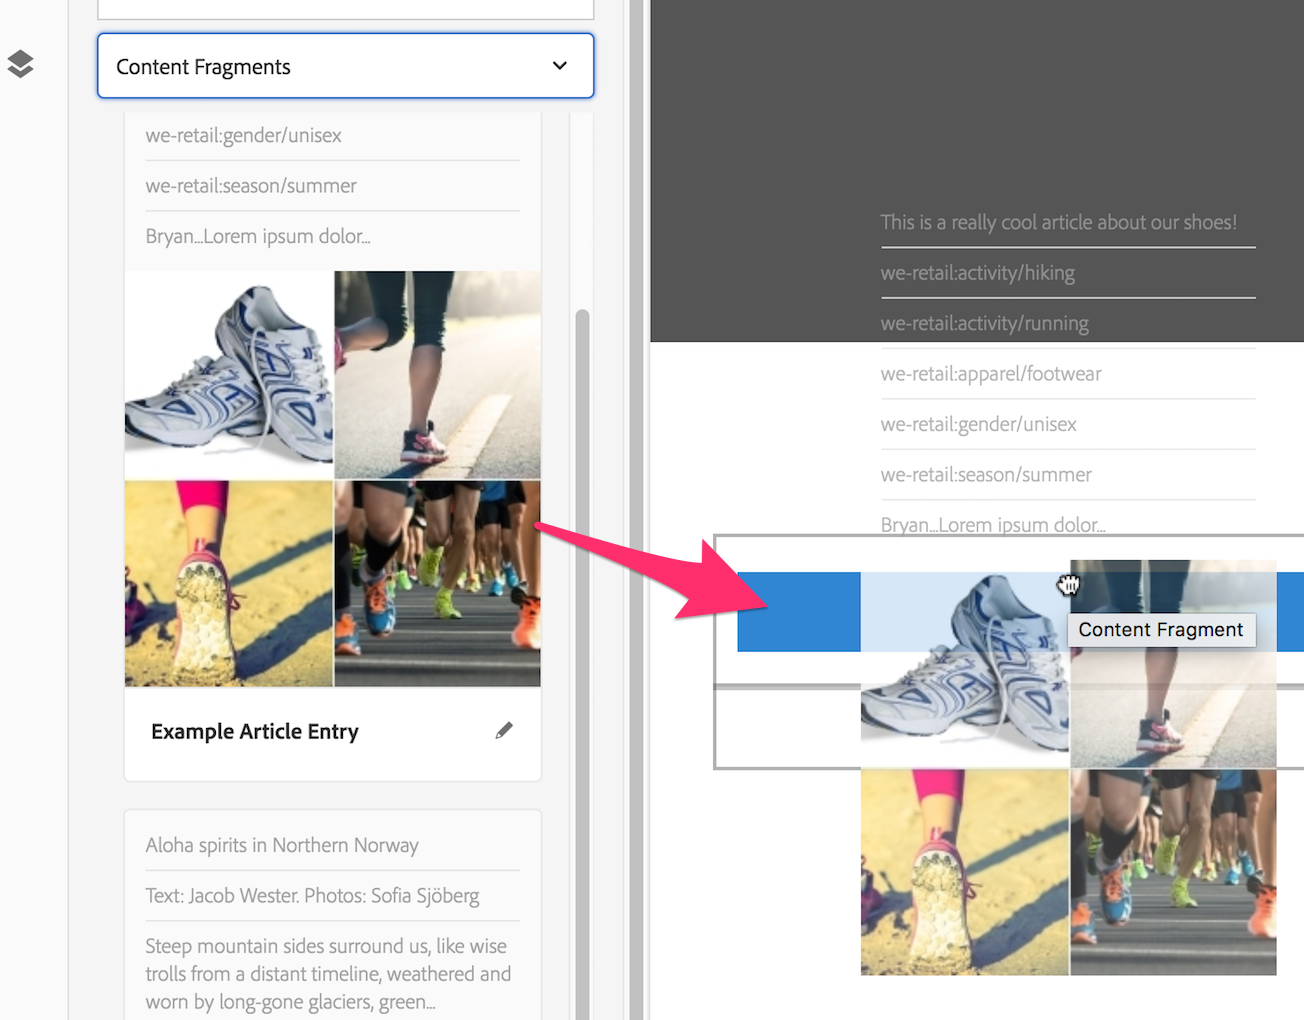 Content Fragments
we-retail:gender/unisex
we-retail:season/summer
Bryan...Lorem ipsum dolor...
Example Article Entry
Aloha spirits in Northern Norway
Text: Jacob Wester. Photos: Sofia Sjöberg
Steep mountain sides surround us, like wise
trolls from a distant timeline, weathered and
worn by long-gone glaciers, green...
This is a really cool article about our shoes!
we-retail:activity/hiking
we-retail:activity/running
we-retail:apparel/footwear
we-retail:gender/unisex
we-retail:season/summer
Bryan...Lorem ipsum dolor...
Content Fragment